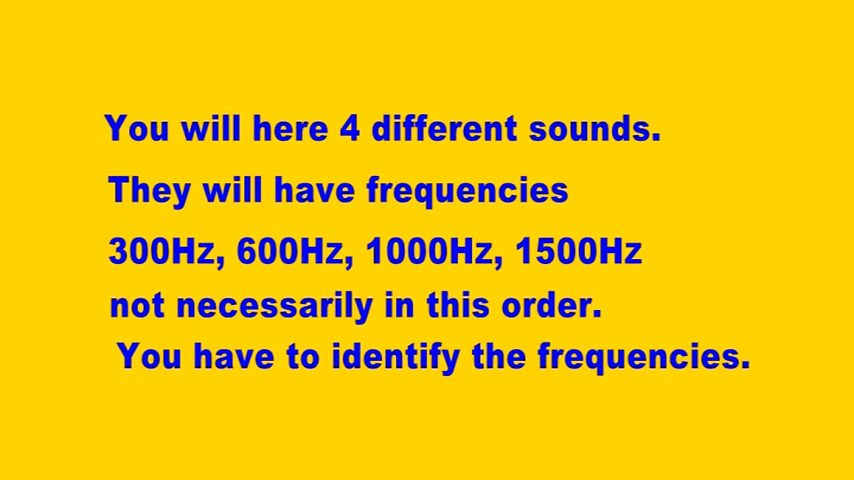 You will here 4 different sounds.
They will have frequencies
300Hz, 600Hz, 1000Hz, 1500Hz
not necessarily in this order.
You have to identify the frequencies.